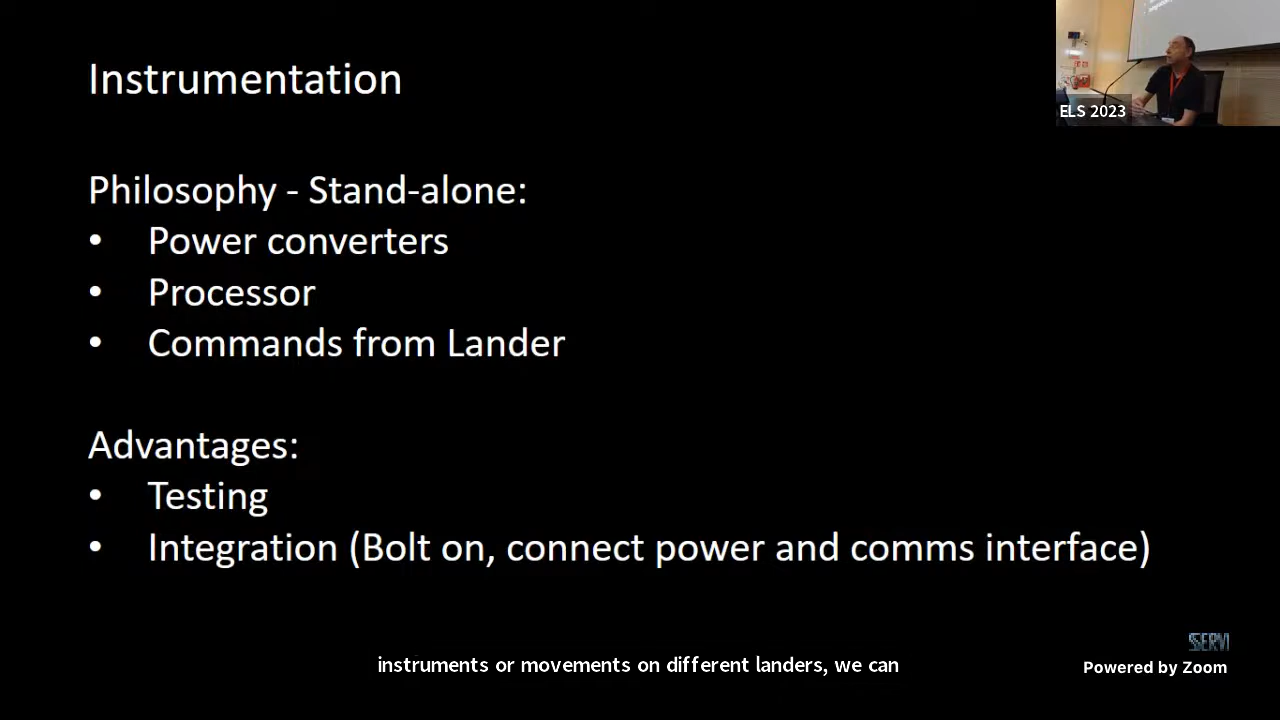 Instrumentation
ELS 2023
Philosophy - Stand-alone:
• Power converters
• Processor
• Commands from Lander
Advantages:
• Testing
• Integration (Bolt on, connect power and comms interface)
SSERVI
instruments or movements on different landers, we can
Powered by Zoom